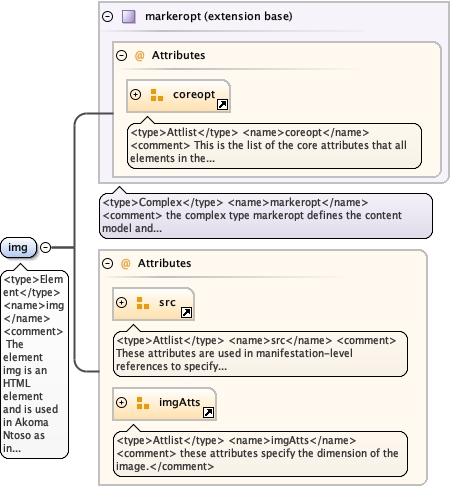 markeropt (extension base)
@ Attributes
coreopt
<type>Attlist</type> <name>coreopt</name>
<comment> This is the list of the core attributes that all
elements in the...
<type>Complex</type> <name>markeropt</name>
<comment> the complex type markeropt defines the content
model and...
img
<type>Elem
ent</type>
<name>img
</name>
<comment>
The
element
img is an
HTML
element
and is used
in Akoma
Ntoso as
in...
@ Attributes
src
<type>Attlist</type> <name>src</name> <comment>
These attributes are used in manifestation-level
references to specify...
imgAtts
<type>Attlist</type> <name>imgAtts</name>
<comment> these attributes specify the dimension of the
image.</comment>